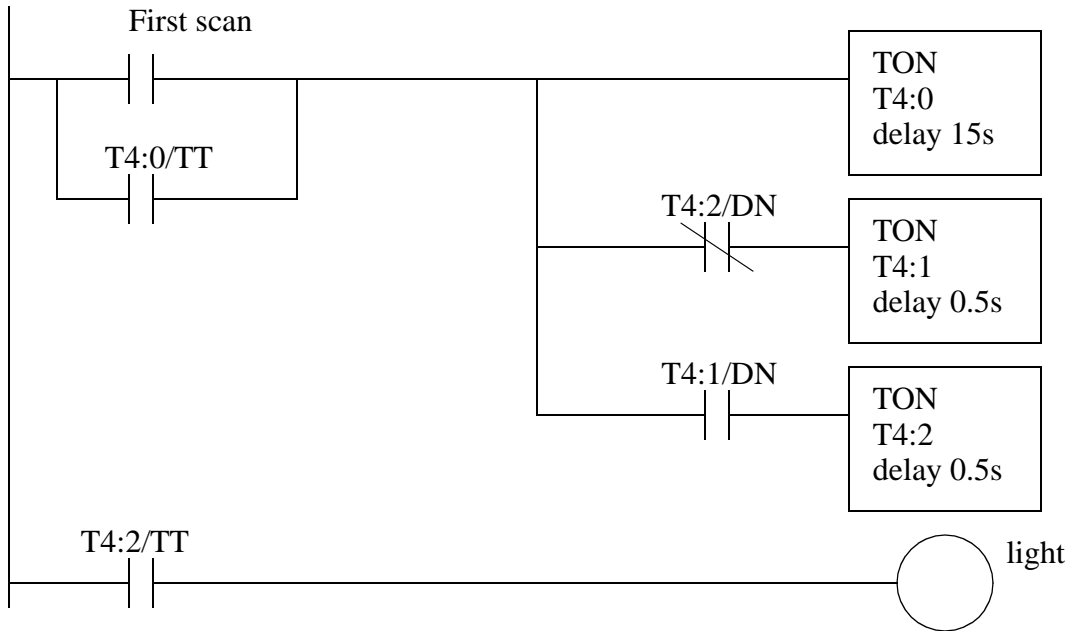 First scan
TON
T4:0
delay 15s
T4:0/TT
T4:2/DN
TON
T4:1
delay 0.5s
T4:1/DN
TON
T4:2
delay 0.5s
T4:2/TT
light